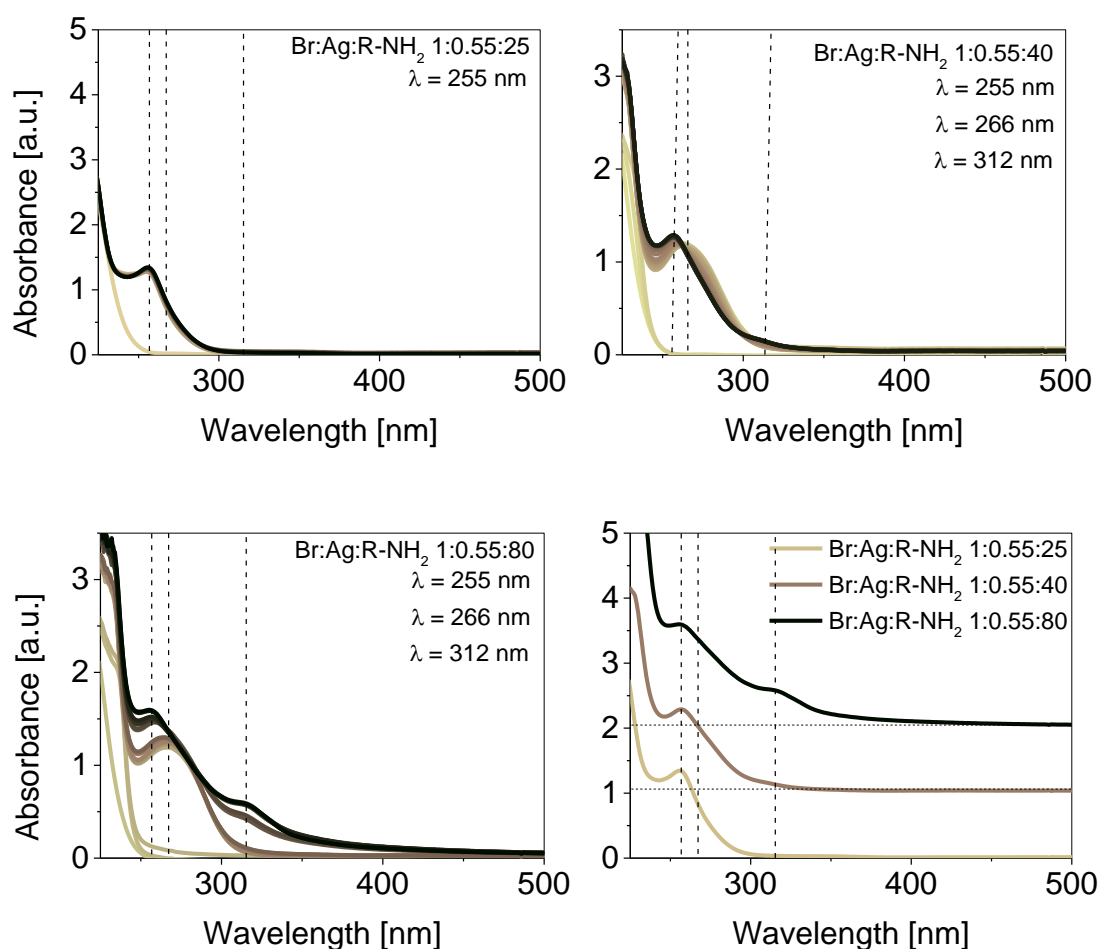 Br:Ag:R-NH₂ 1:0.55:25
λ = 255 nm
5
4
3
2
1
0
300
400
500
Absorbance [a.u.]
Wavelength [nm]
Br:Ag:R-NH₂ 1:0.55:40
λ = 255 nm
λ = 266 nm
λ = 312 nm
3
2
1
0
300
400
500
Wavelength [nm]
Br:Ag:R-NH₂ 1:0.55:80
λ = 255 nm
λ = 266 nm
λ = 312 nm
3
2
1
0
300
400
500
Absorbance [a.u.]
Wavelength [nm]
Br:Ag:R-NH₂ 1:0.55:25
Br:Ag:R-NH₂ 1:0.55:40
Br:Ag:R-NH₂ 1:0.55:80
5
4
3
2
1
0
300
400
500
Wavelength [nm]